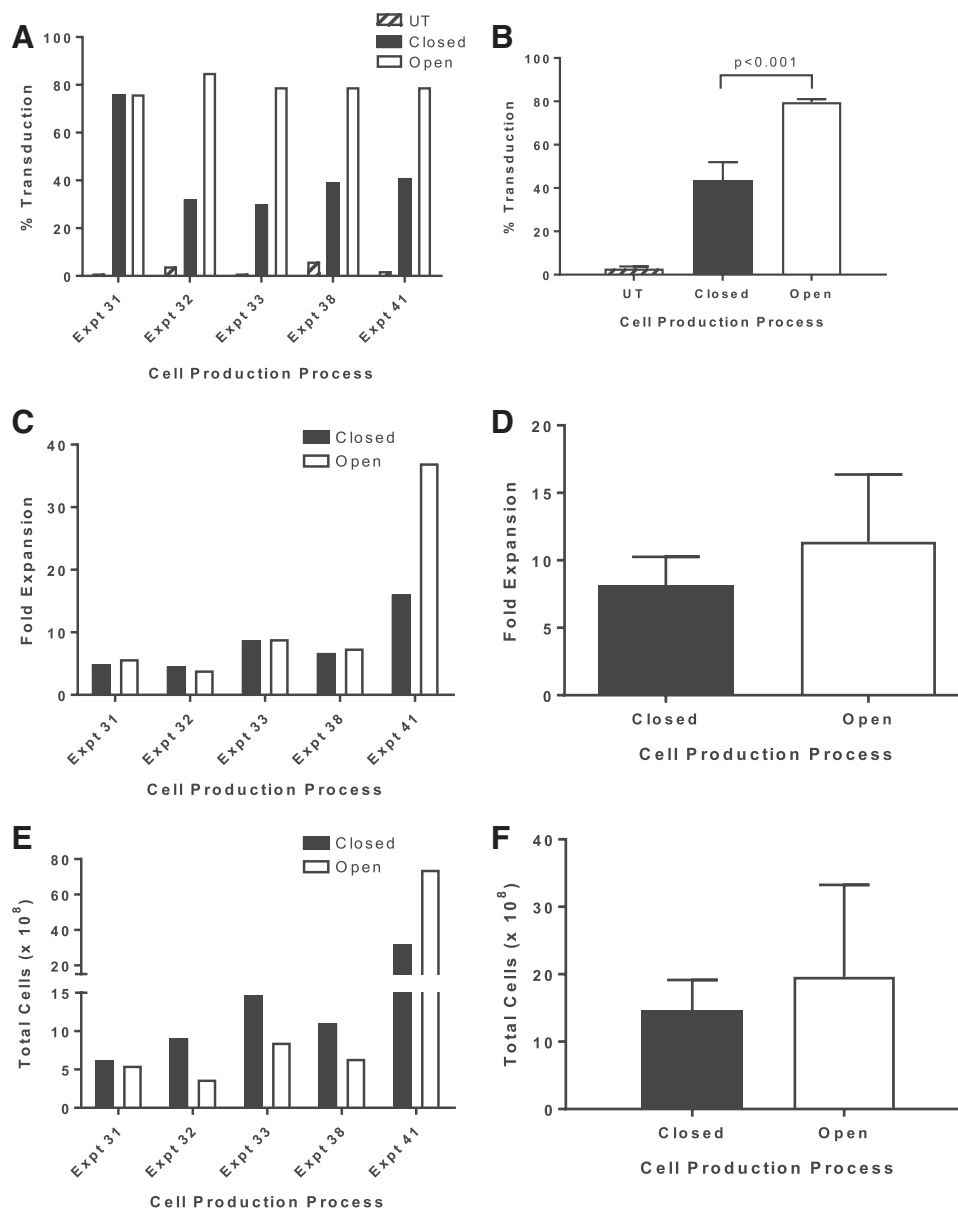 A
UT
Closed
Open
% Transduction
100
80
60
40
20
0
Expt 31
Expt 32
Expt 33
Expt 38
Expt 41
Cell Production Process
B
p<0.001
% Transduction
100
80
60
40
20
0
UT
Closed
Open
Cell Production Process
C
Closed
Open
Fold Expansion
40
30
20
10
0
Expt 31
Expt 32
Expt 33
Expt 38
Expt 41
Cell Production Process
D
Fold Expansion
20
15
10
5
0
Closed
Open
Cell Production Process
E
Closed
Open
Total Cells (x 10⁸)
80
60
40
20
15
10
5
0
Expt 31
Expt 32
Expt 33
Expt 38
Expt 41
Cell Production Process
F
Total Cells (x 10⁸)
40
30
20
10
0
Closed
Open
Cell Production Process